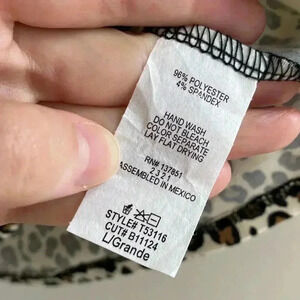 96% POLYESTER
4% SPANDEX
HAND WASH
DO NOT BLEACH
COLOR SEPARATE
LAY FLAT DRYING
RN# 137851
2321
ASSEMBLED IN MEXICO
STYLE# T53116
CUT# B11124
L/Grande